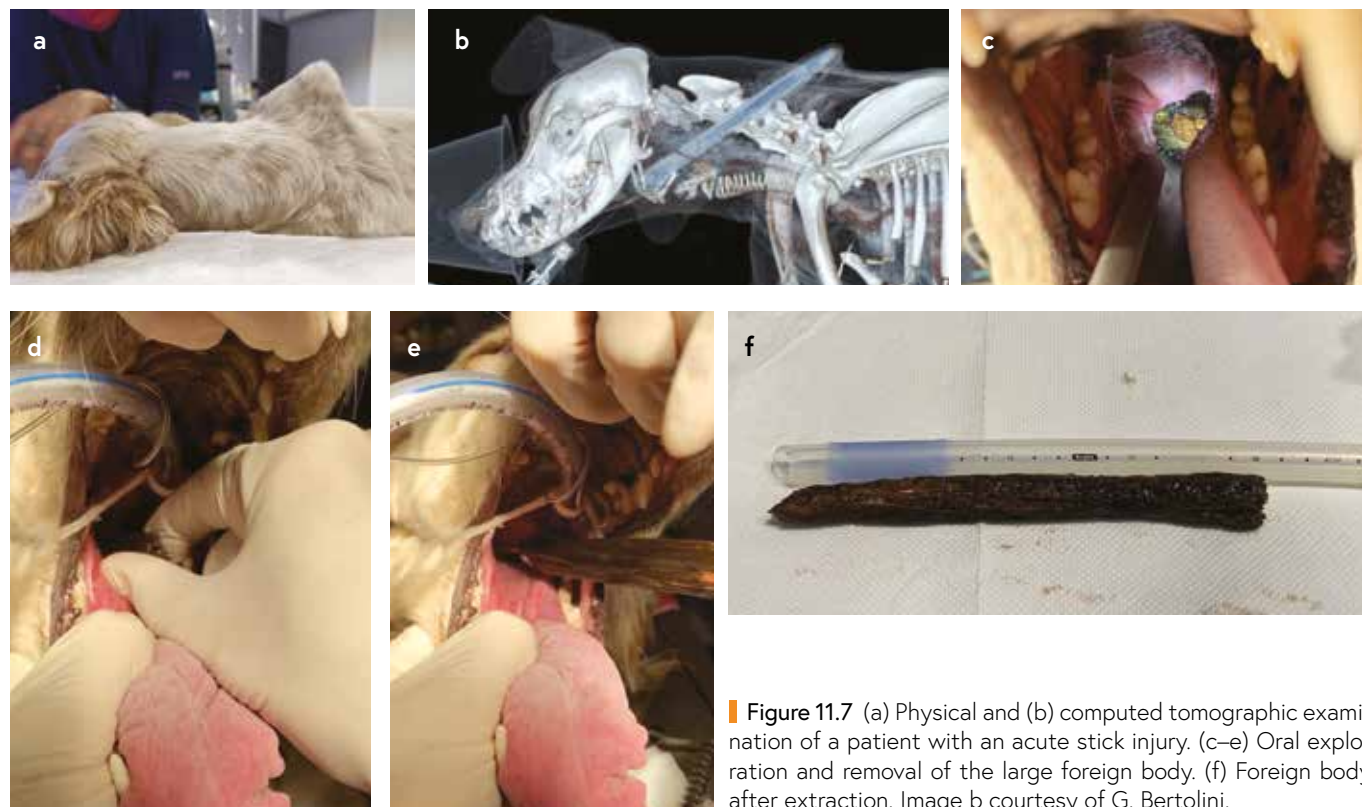 a
b
c
d
e
f
Figure 11.7 (a) Physical and (b) computed tomographic exami-
nation of a patient with an acute stick injury. (c–e) Oral explo-
ration and removal of the large foreign body. (f) Foreign body
after extraction. Image b courtesy of G. Bertolini.